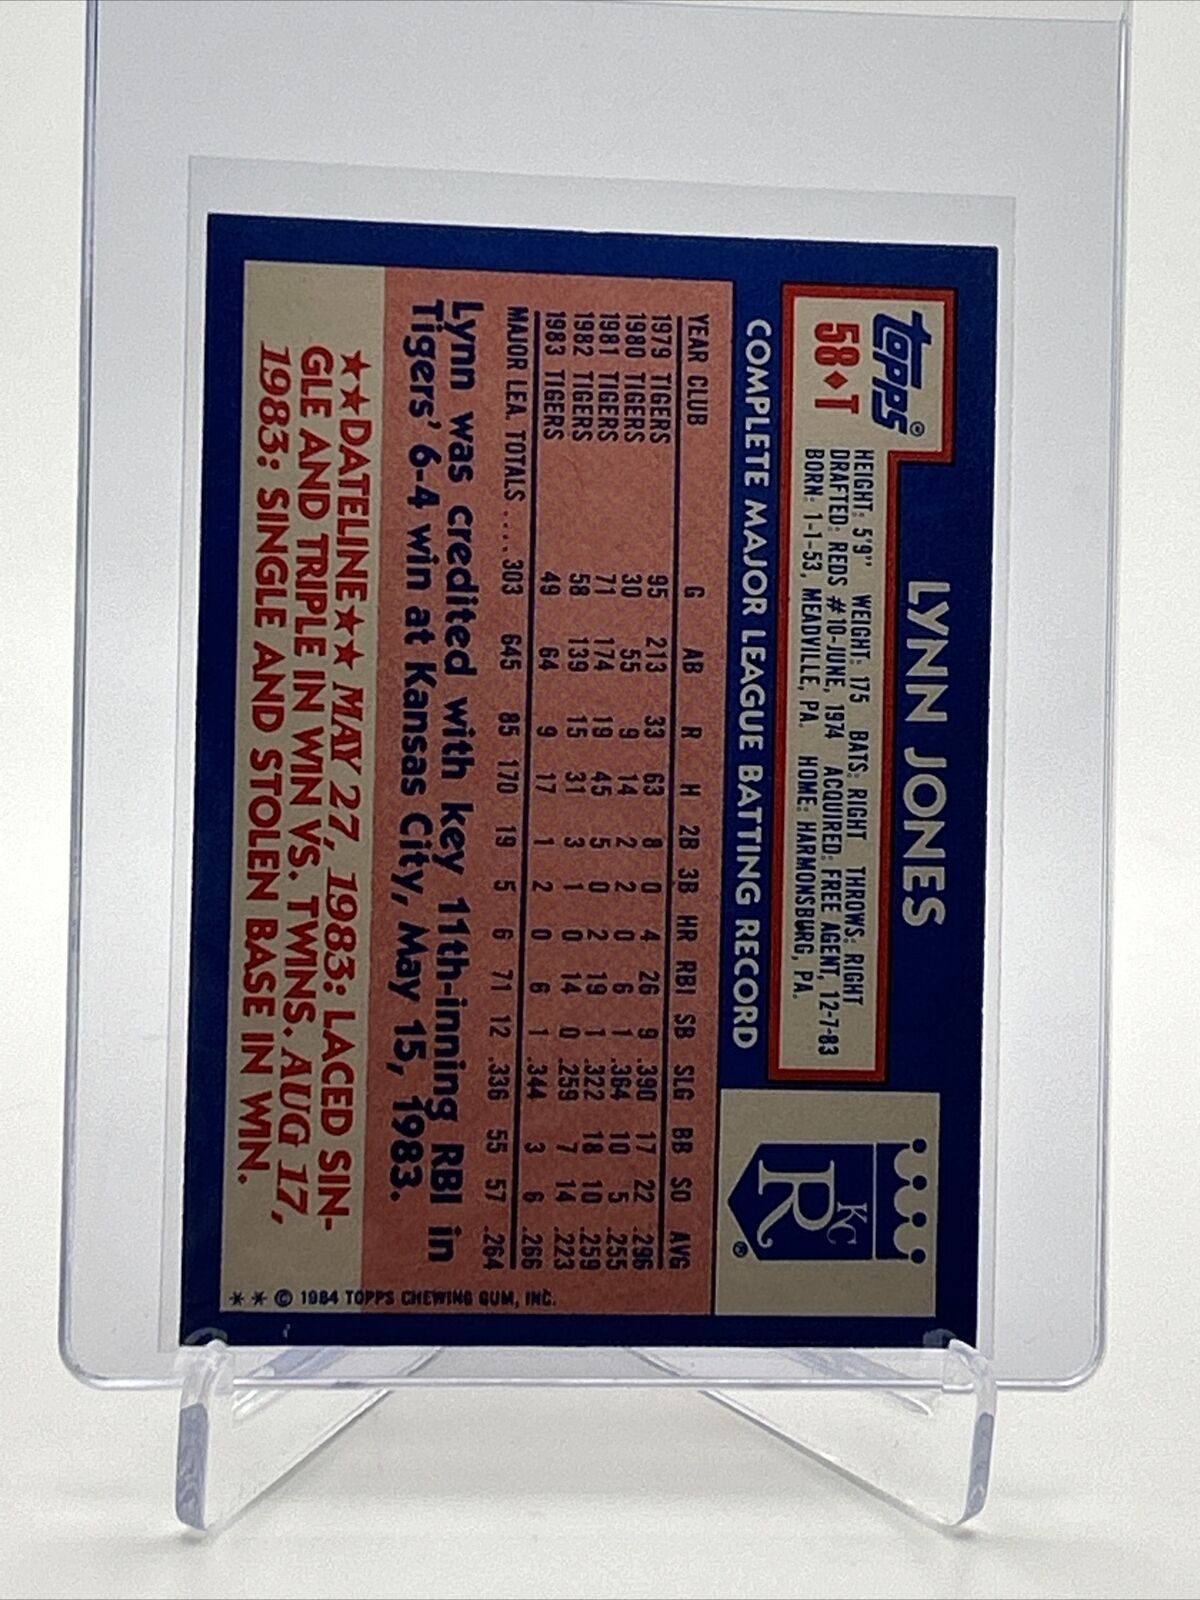 topps®
58♦T
LYNN JONES
HEIGHT: 5'9" WEIGHT: 175 BATS: RIGHT THROWS: RIGHT
DRAFTED: REDS #10-JUNE, 1974 ACQUIRED: FREE AGENT, 12-7-83
BORN: 1-1-53, MEADVILLE, PA. HOME: HARMONSBURG, PA.
KC
R®
COMPLETE MAJOR LEAGUE BATTING RECORD
YEAR CLUB G AB R H 2B 3B HR RBI SB SLG BB SO AVG
1979 TIGERS 95 213 33 63 8 0 4 26 9 .390 17 22 .296
1980 TIGERS 30 55 9 14 2 2 0 6 1 .364 10 5 .255
1981 TIGERS 71 174 19 45 5 0 2 19 1 .322 18 10 .259
1982 TIGERS 58 139 15 31 3 1 0 14 0 .259 7 14 .223
1983 TIGERS 49 64 9 17 1 2 0 6 1 .344 3 6 .266
MAJOR LEA. TOTALS ....303 645 85 170 19 5 6 71 12 .336 55 57 .264
Lynn was credited with key 11th-inning RBI in
Tigers' 6-4 win at Kansas City, May 15, 1983.
★★DATELINE★★ MAY 27, 1983: LACED SIN-
GLE AND TRIPLE IN WIN VS. TWINS. AUG 17,
1983: SINGLE AND STOLEN BASE IN WIN.
** © 1984 TOPPS CHEWING GUM, INC.